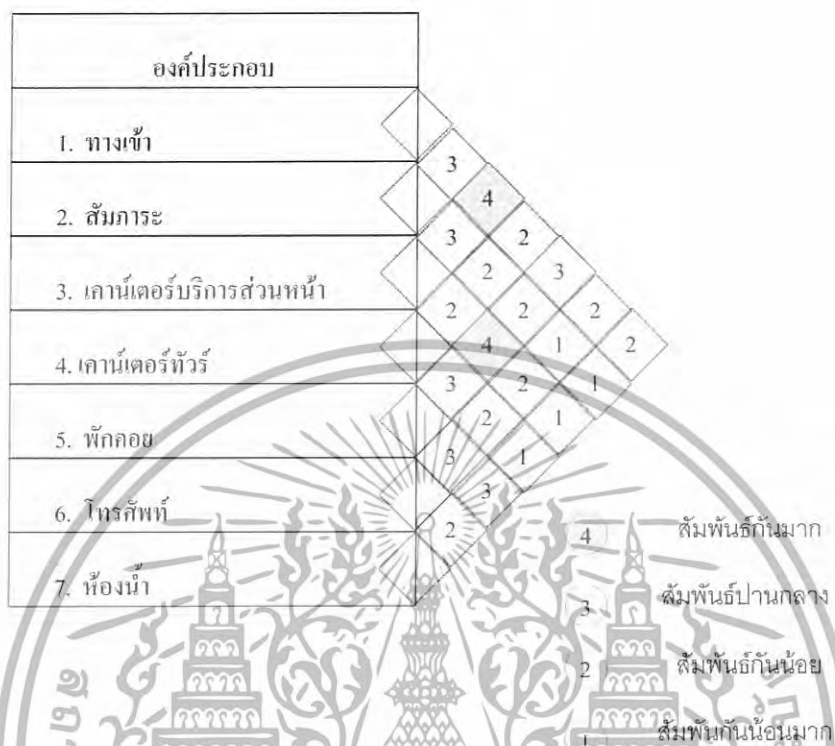 องค์ประกอบ
1. ทางเข้า
2. สัมภาระ
3. เคาน์เตอร์บริการส่วนหน้า
4. เคาน์เตอร์ทัวร์
5. พักคอย
6. โทรสัพท์
7. ห้องน้ำ
3
4
3 2
2 3
2 2 2
4 1 2
3 2 1 1
2 1
3 1
3
2
4 สัมพันธ์กันมาก
3 สัมพันธ์ปานกลาง
2 สัมพันธ์กันน้อย
1 สัมพันกันน้อนมาก